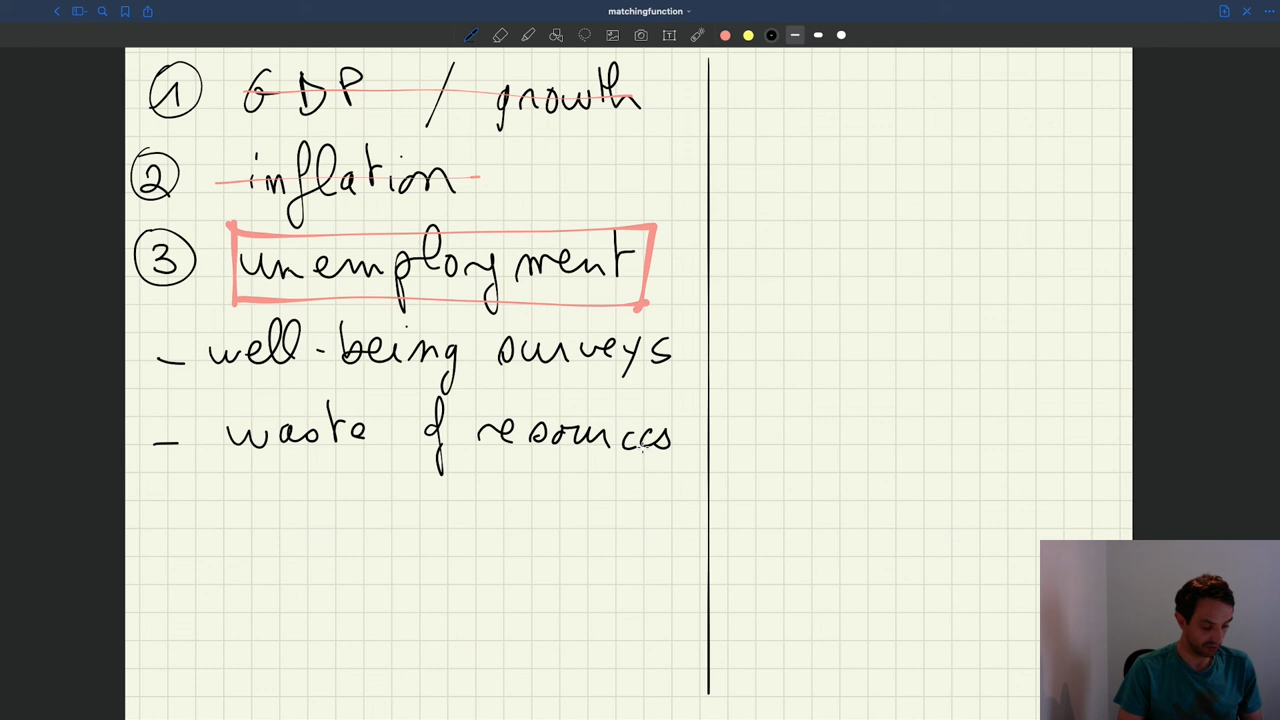 matchingfunction
1 GDP / growth
2 inflation
3 unemployment
- well-being surveys
- waste of resources